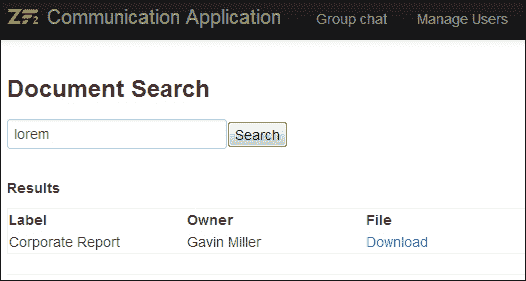 ZF2 Communication Application Group chat Manage Users
Document Search
lorem Search
Results
Label Owner File
Corporate Report Gavin Miller Download